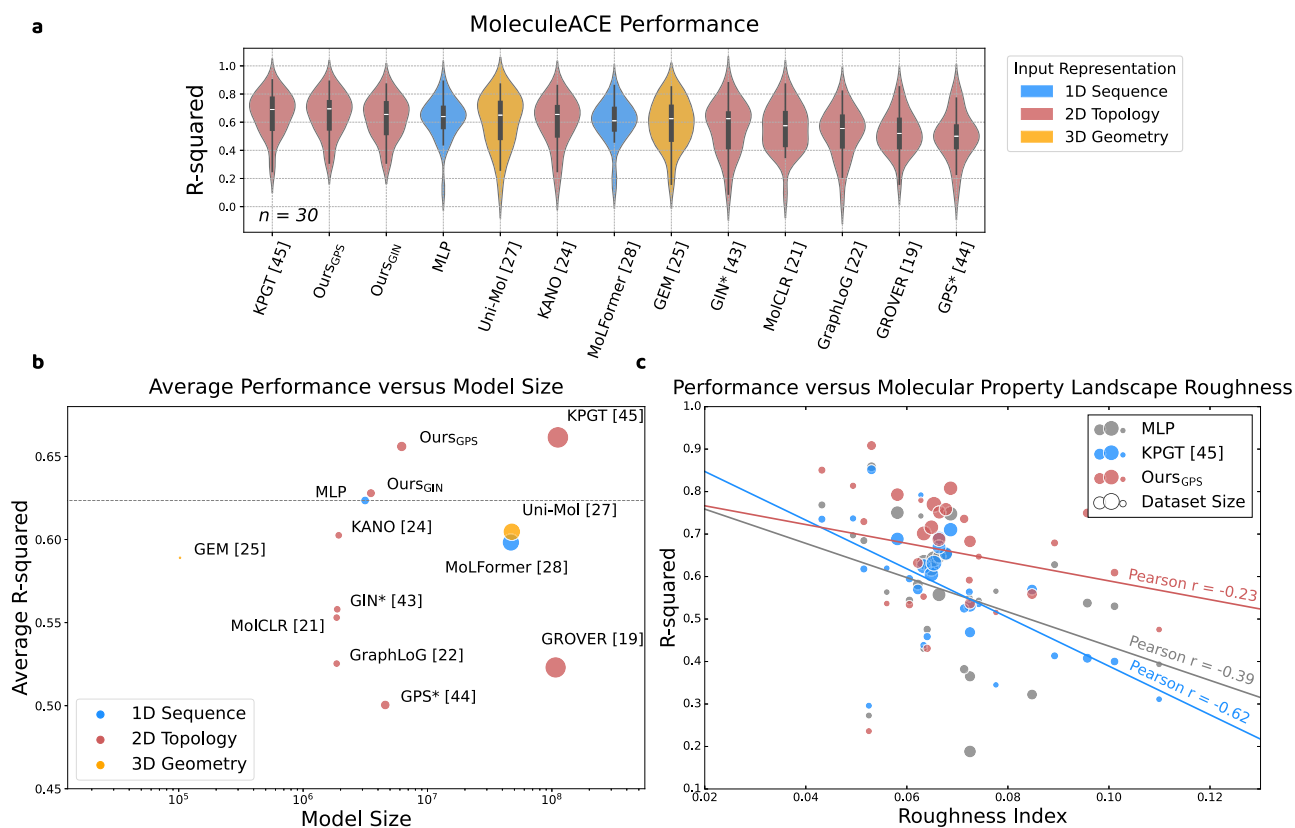 a
MoleculeACE Performance
R-squared
1.0
0.8
0.6
0.4
0.2
0.0
n = 30
KPGT [45]
Ours_GPS
Ours_GIN
MLP
Uni-Mol [27]
KANO [24]
MoLFormer [28]
GEM [25]
GIN* [43]
MolCLR [21]
GraphLoG [22]
GROVER [19]
GPS* [44]
Input Representation
1D Sequence
2D Topology
3D Geometry
b
Average Performance versus Model Size
Average R-squared
0.65
0.60
0.55
0.50
0.45
KPGT [45]
Ours_GPS
Ours_GIN
MLP
Uni-Mol [27]
KANO [24]
GEM [25]
MoLFormer [28]
GIN* [43]
MolCLR [21]
GROVER [19]
GraphLoG [22]
GPS* [44]
1D Sequence
2D Topology
3D Geometry
10^5
10^6
10^7
10^8
Model Size
c
Performance versus Molecular Property Landscape Roughness
R-squared
1.0
0.9
0.8
0.7
0.6
0.5
0.4
0.3
0.2
0.1
MLP
KPGT [45]
Ours_GPS
Dataset Size
Pearson r = -0.23
Pearson r = -0.39
Pearson r = -0.62
0.02
0.04
0.06
0.08
0.10
0.12
Roughness Index